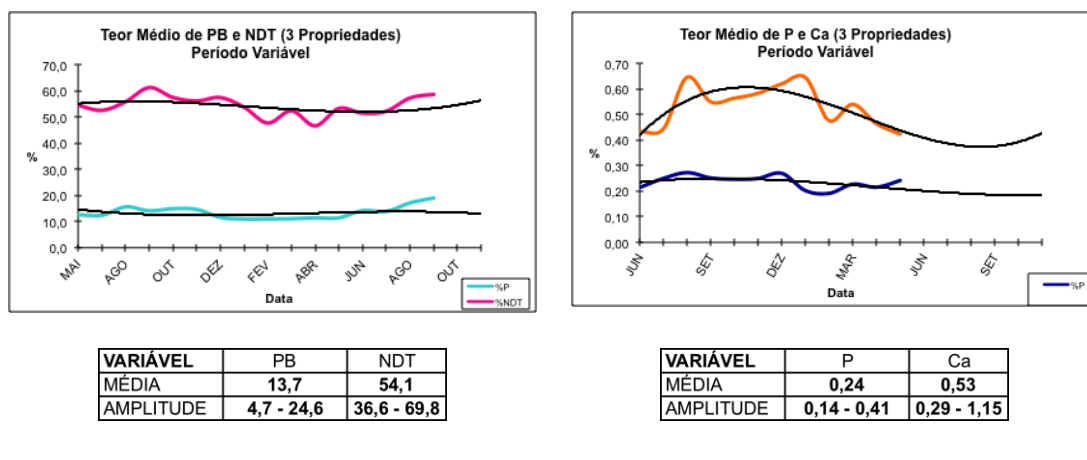 Teor Médio de PB e NDT (3 Propriedades)
Período Variável
70,0
60,0
50,0
40,0
%
30,0
20,0
10,0
0,0
MAI
AGO
OUT
DEZ
FEV
ABR
JUN
AGO
OUT
Data
%P
%NDT
Teor Médio de P e Ca (3 Propriedades)
Período Variável
0,70
0,60
0,50
0,40
%
0,30
0,20
0,10
0,00
JUN
SET
DEZ
MAR
JUN
SET
Data
%P
VARIÁVEL PB NDT
MÉDIA 13,7 54,1
AMPLITUDE 4,7 - 24,6 36,6 - 69,8
VARIÁVEL P Ca
MÉDIA 0,24 0,53
AMPLITUDE 0,14 - 0,41 0,29 - 1,15